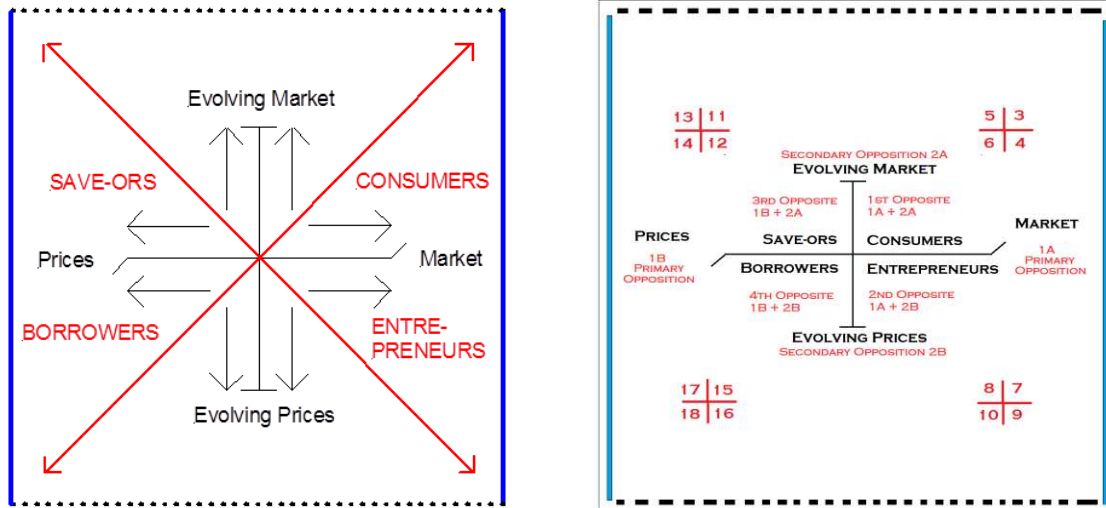 Evolving Market
SAVE-ORS
CONSUMERS
Prices
Market
BORROWERS
ENTRE-
PRENEURS
Evolving Prices
13 11
14 12
5 3
6 4
SECONDARY OPPOSITION 2A
EVOLVING MARKET
3RD OPPOSITE
1B + 2A
1ST OPPOSITE
1A + 2A
PRICES
1B
PRIMARY
OPPOSITION
SAVE-ORS
CONSUMERS
MARKET
1A
PRIMARY
OPPOSITION
BORROWERS
ENTREPRENEURS
4TH OPPOSITE
1B + 2B
2ND OPPOSITE
1A + 2B
EVOLVING PRICES
SECONDARY OPPOSITION 2B
17 15
18 16
8 7
10 9